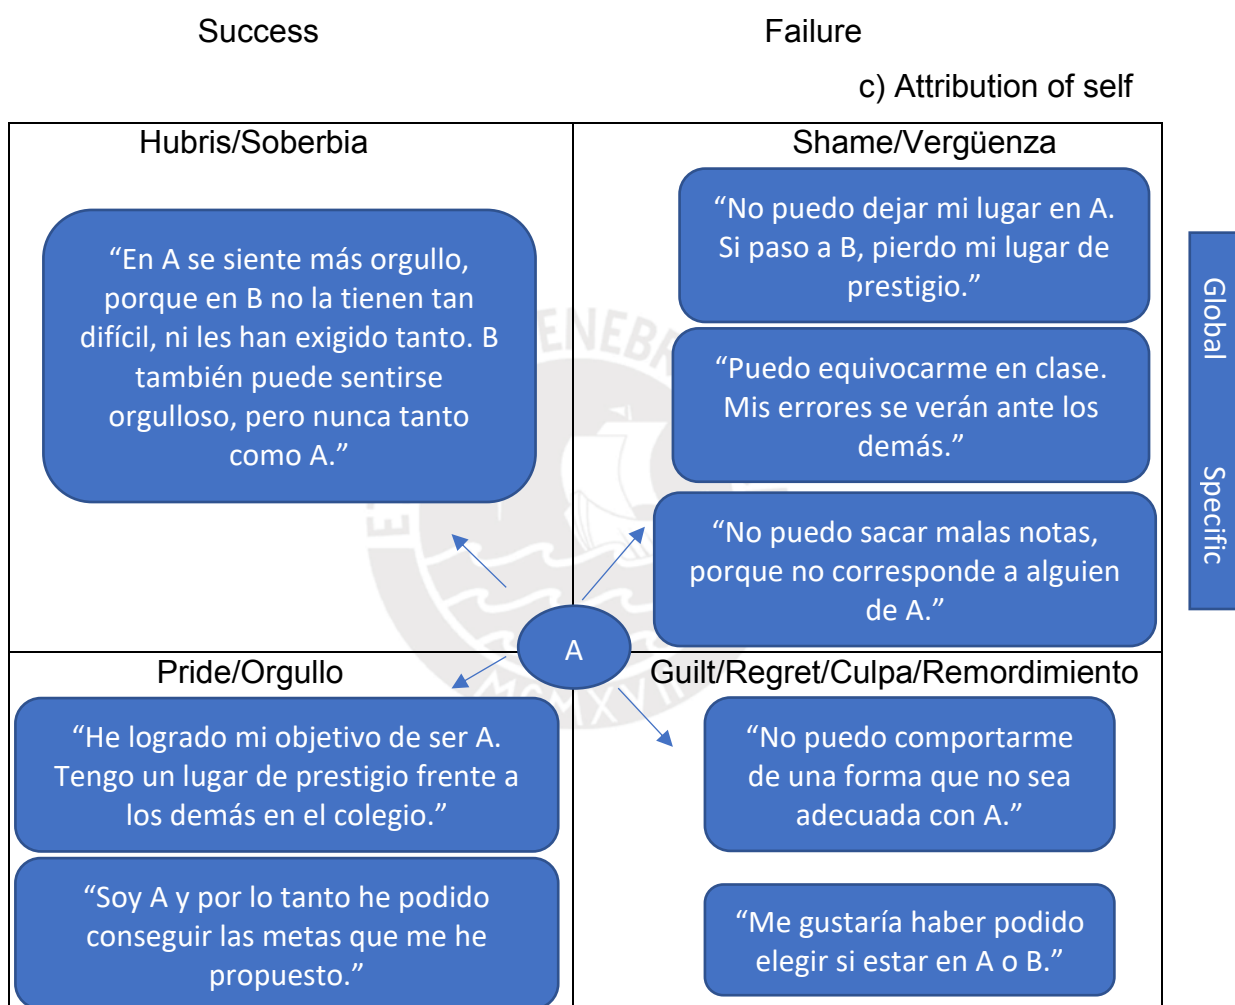 Success
Failure
c) Attribution of self
Hubris/Soberbia
“En A se siente más orgullo,
porque en B no la tienen tan
difícil, ni les han exigido tanto. B
también puede sentirse
orgulloso, pero nunca tanto
como A.”
Shame/Vergüenza
“No puedo dejar mi lugar en A.
Si paso a B, pierdo mi lugar de
prestigio.”
“Puedo equivocarme en clase.
Mis errores se verán ante los
demás.”
“No puedo sacar malas notas,
porque no corresponde a alguien
de A.”
Global
Specific
A
Pride/Orgullo
“He logrado mi objetivo de ser A.
Tengo un lugar de prestigio frente a
los demás en el colegio.”
“Soy A y por lo tanto he podido
conseguir las metas que me he
propuesto.”
Guilt/Regret/Culpa/Remordimiento
“No puedo comportarme
de una forma que no sea
adecuada con A.”
“Me gustaría haber podido
elegir si estar en A o B.”